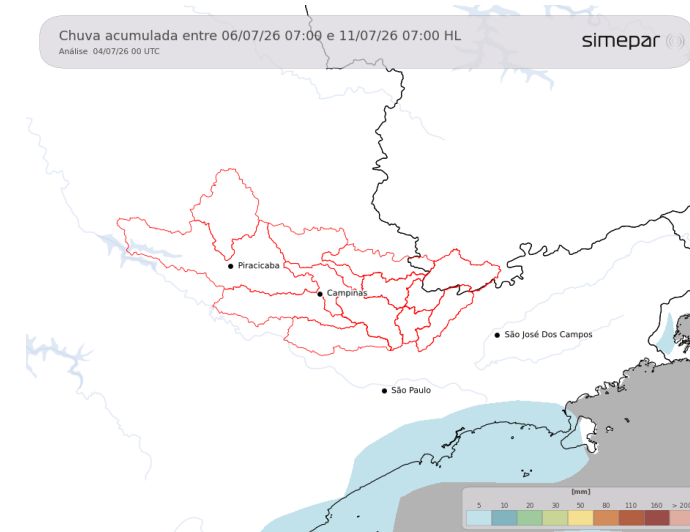 Chuva acumulada entre 06/07/26 07:00 e 11/07/26 07:00 HL
Análise 04/07/26 00 UTC
simepar
Piracicaba
Campinas
São José Dos Campos
São Paulo
[mm]
5 10 20 30 50 80 110 160 > 200